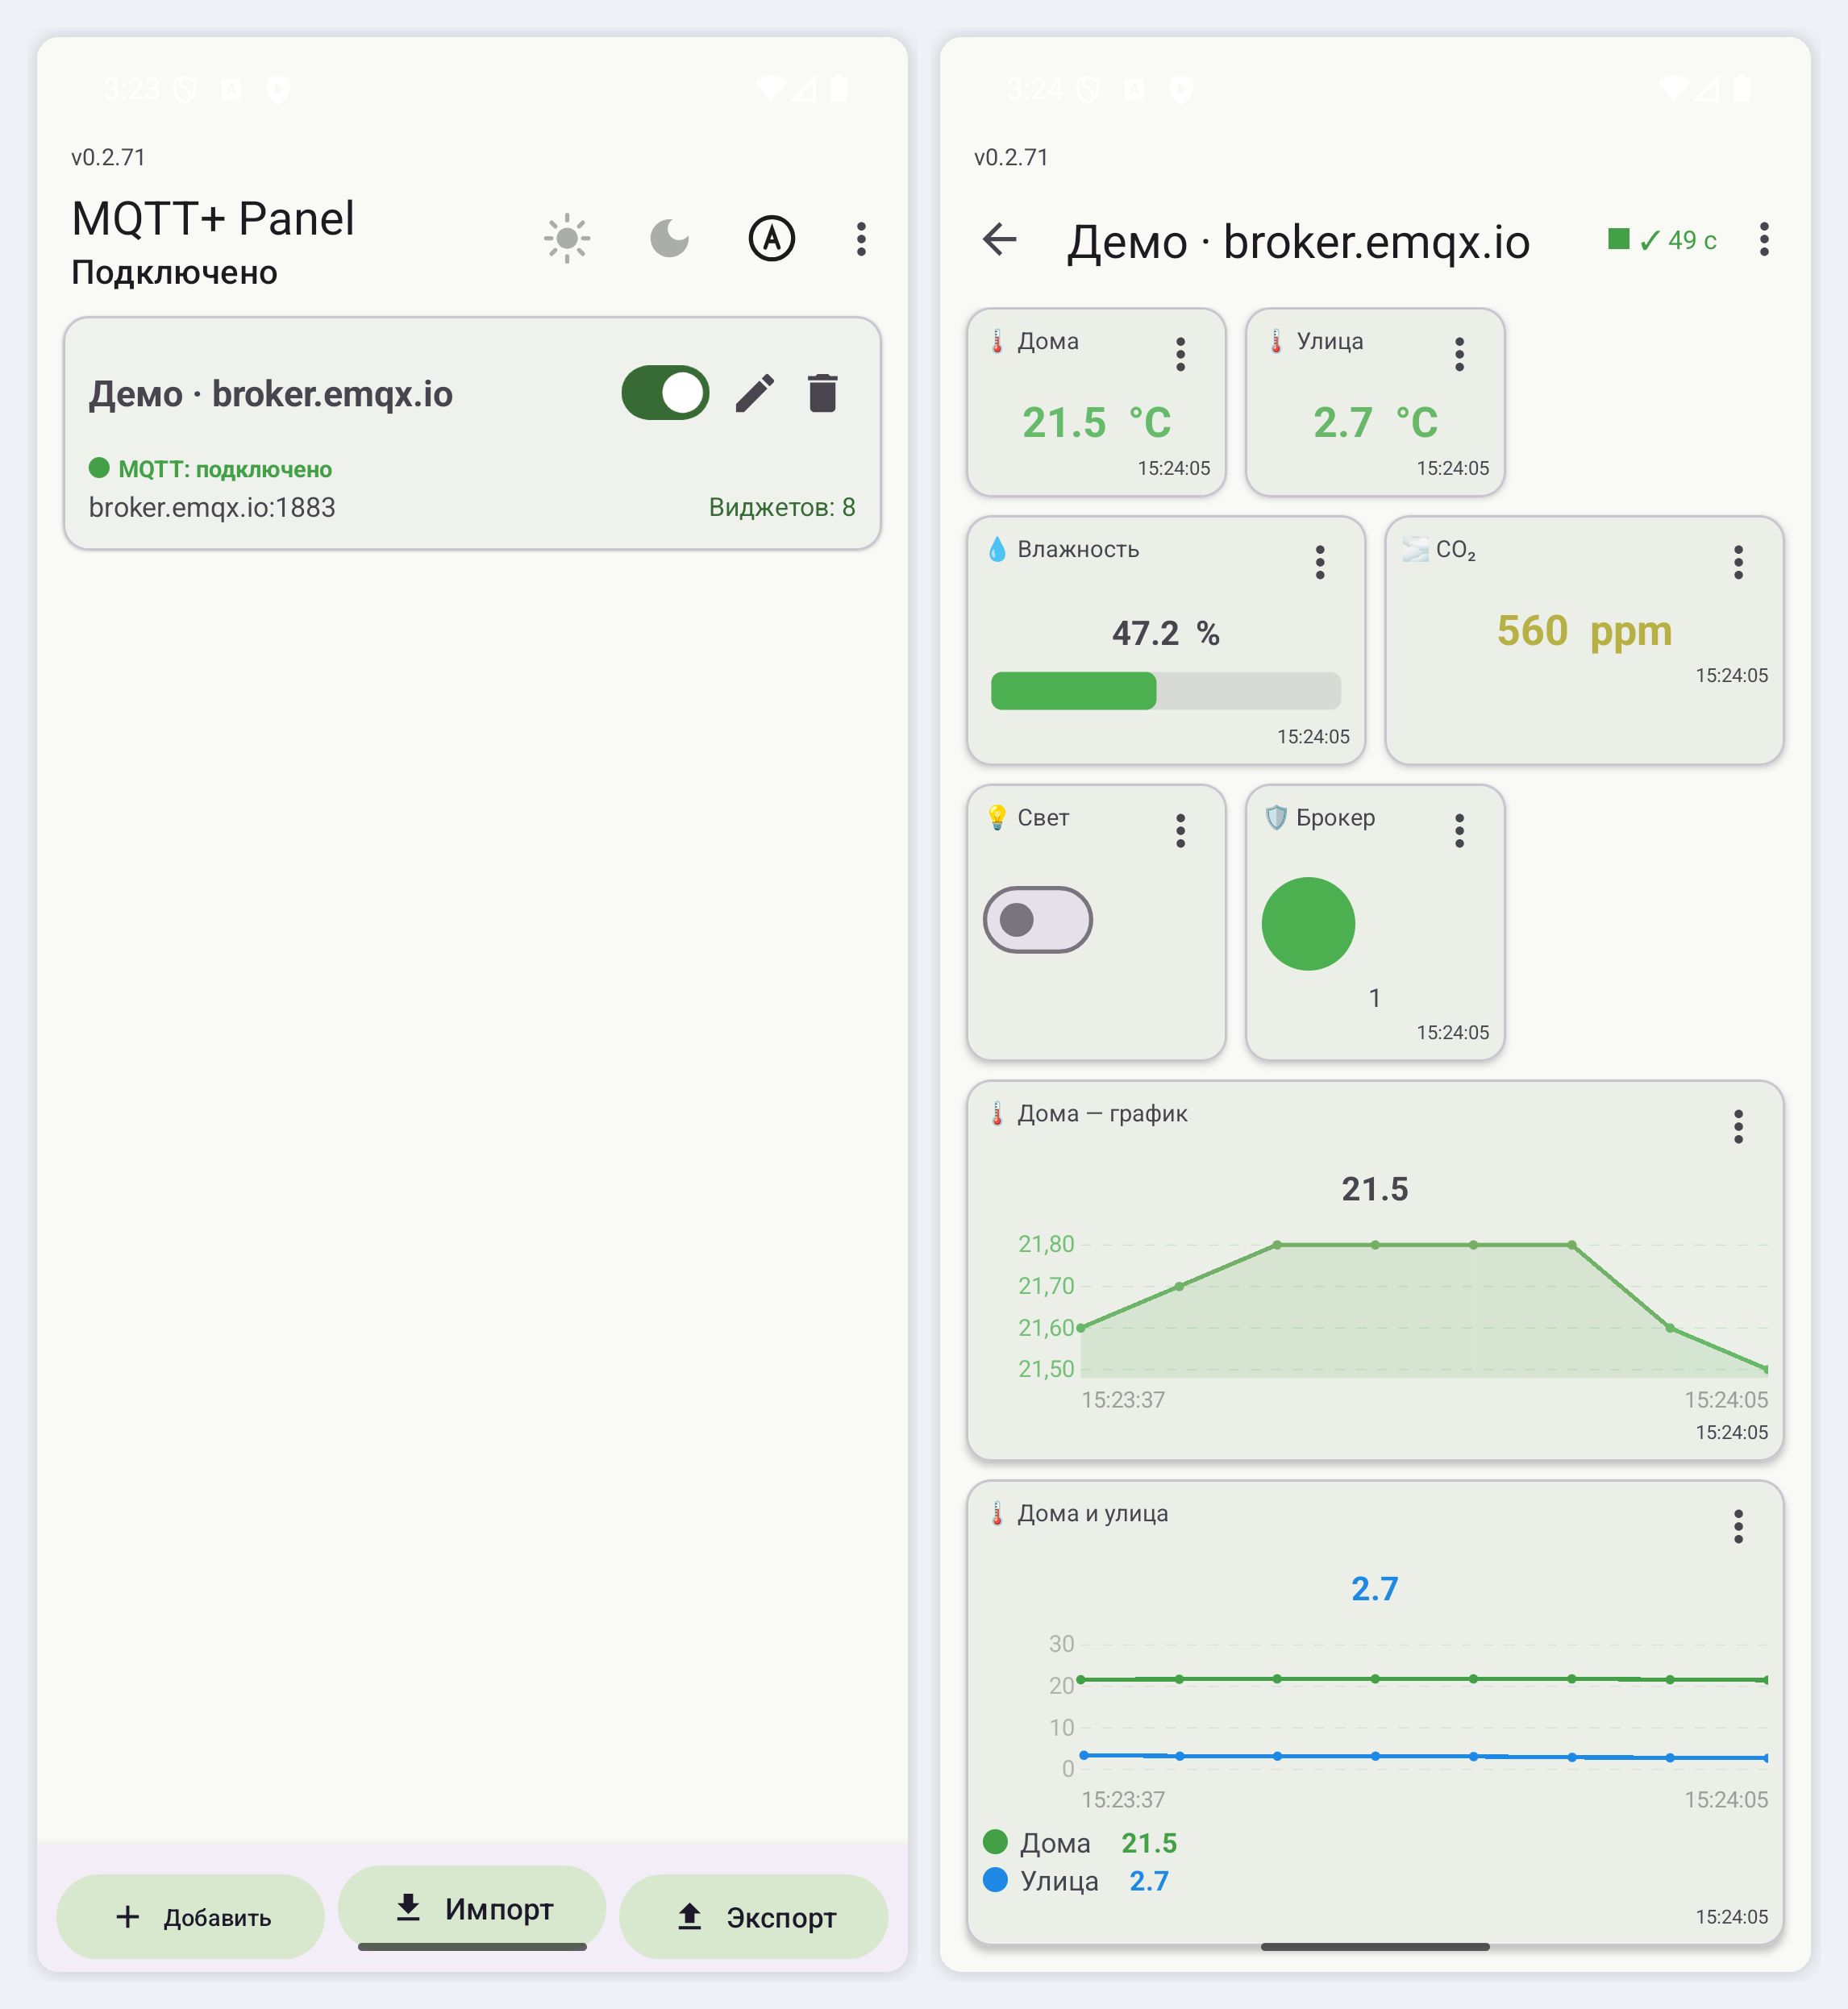 3:23
v0.2.71
MQTT+ Panel
Подключено
Демо · broker.emqx.io
MQTT: подключено
broker.emqx.io:1883
Виджетов: 8
Добавить
Импорт
Экспорт
3:24
v0.2.71
Демо · broker.emqx.io
✓ 49 с
Дома
Улица
21.5 °C
2.7 °C
15:24:05
15:24:05
Влажность
CO₂
47.2 %
560 ppm
15:24:05
15:24:05
Свет
Брокер
1
15:24:05
Дома — график
21.5
21,80
21,70
21,60
21,50
15:23:37
15:24:05
15:24:05
Дома и улица
2.7
30
20
10
0
15:23:37
15:24:05
Дома 21.5
Улица 2.7
15:24:05